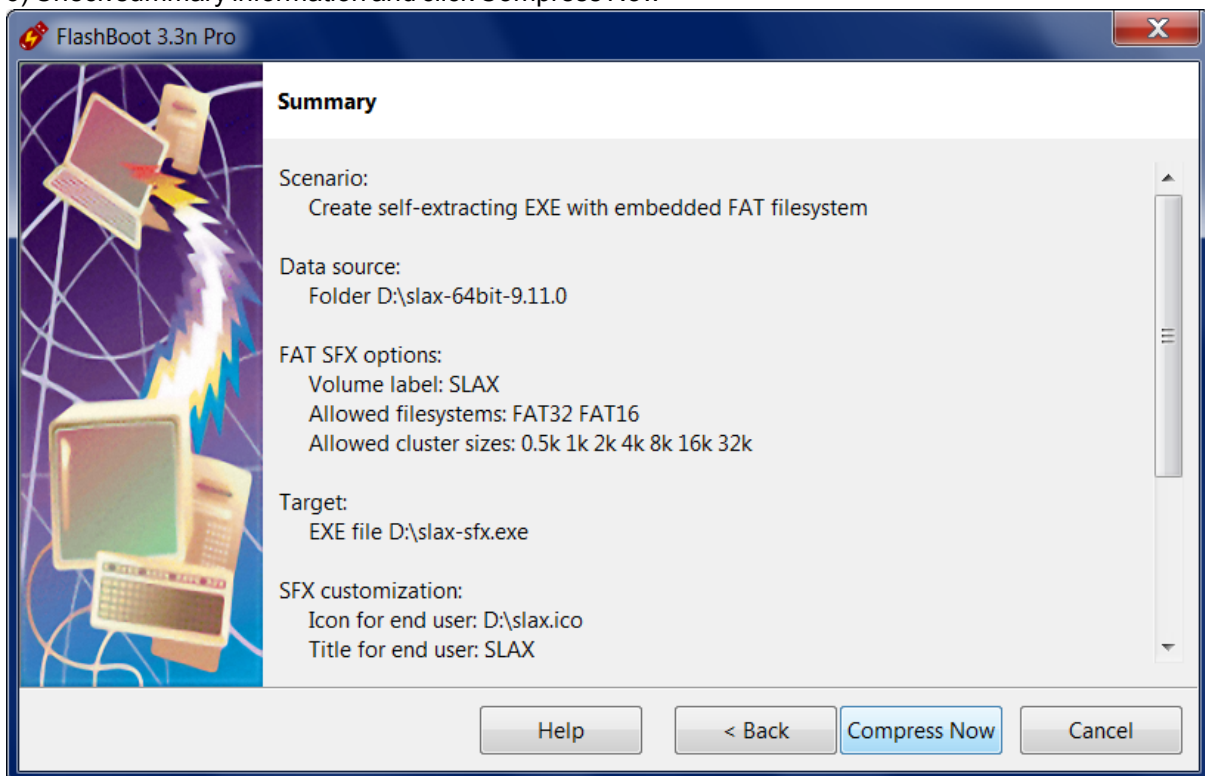 FlashBoot 3.3n Pro
Summary
Scenario:
Create self-extracting EXE with embedded FAT filesystem
Data source:
Folder D:\slax-64bit-9.11.0
FAT SFX options:
Volume label: SLAX
Allowed filesystems: FAT32 FAT16
Allowed cluster sizes: 0.5k 1k 2k 4k 8k 16k 32k
Target:
EXE file D:\slax-sfx.exe
SFX customization:
Icon for end user: D:\slax.ico
Title for end user: SLAX
Help < Back Compress Now Cancel